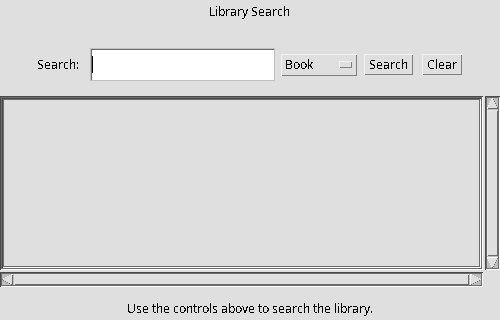 Library Search
Search: Book Search Clear
Use the controls above to search the library.